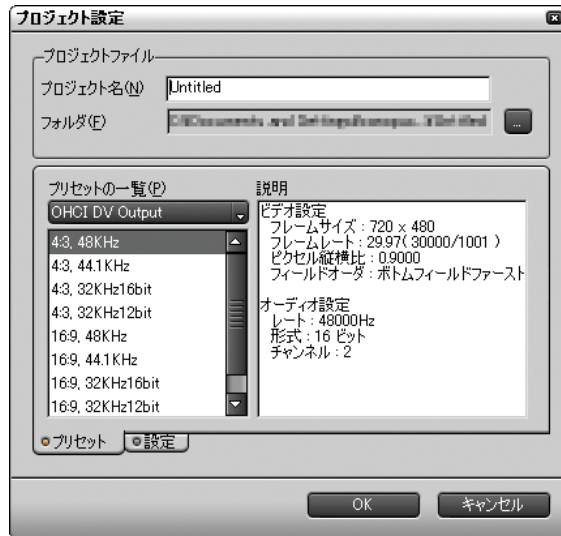 プロジェクト設定
プロジェクトファイル
プロジェクト名(N)
Untitled
フォルダ(F)
...
プリセットの一覧(P)
OHCI DV Output
4:3, 48KHz
4:3, 44.1KHz
4:3, 32KHz16bit
4:3, 32KHz12bit
16:9, 48KHz
16:9, 44.1KHz
16:9, 32KHz16bit
16:9, 32KHz12bit
説明
ビデオ設定
フレームサイズ : 720 x 480
フレームレート : 29.97( 30000/1001 )
ピクセル縦横比 : 0.9000
フィールドオーダ : ボトムフィールドファースト
オーディオ設定
レート : 48000Hz
形式 : 16 ビット
チャンネル : 2
プリセット
設定
OK
キャンセル